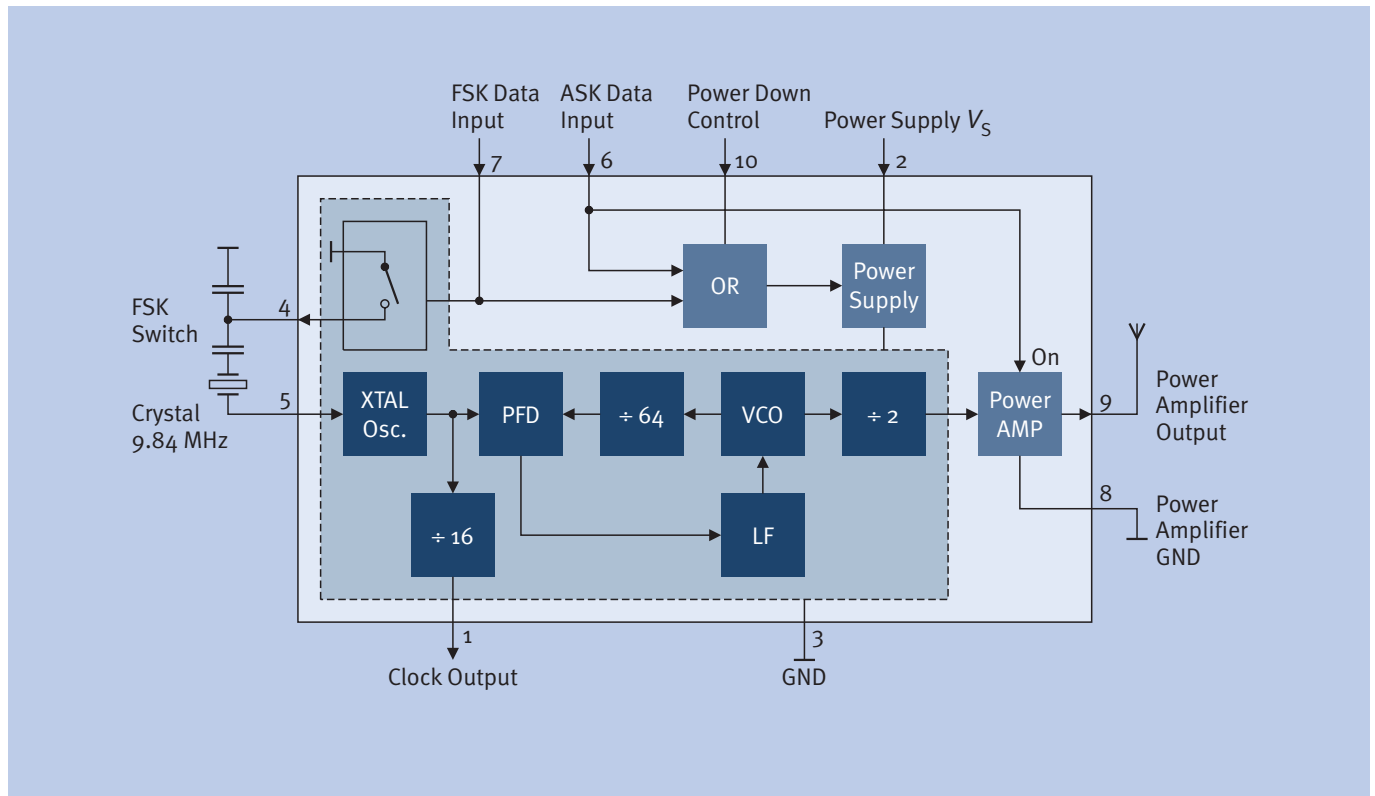 FSK Data
Input
ASK Data
Input
Power Down
Control
Power Supply VS
7
6
10
2
OR
Power
Supply
FSK
Switch
4
On
Crystal
9.84 MHz
5
XTAL
Osc.
PFD
÷ 64
VCO
÷ 2
Power
AMP
9
Power
Amplifier
Output
÷ 16
LF
8
Power
Amplifier
GND
1
Clock Output
3
GND